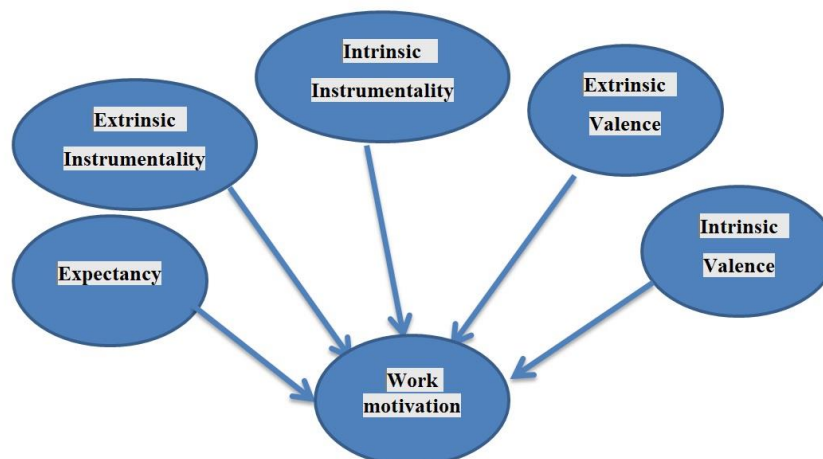 Intrinsic
Instrumentality
Extrinsic
Valence
Extrinsic
Instrumentality
Intrinsic
Valence
Expectancy
Work
motivation